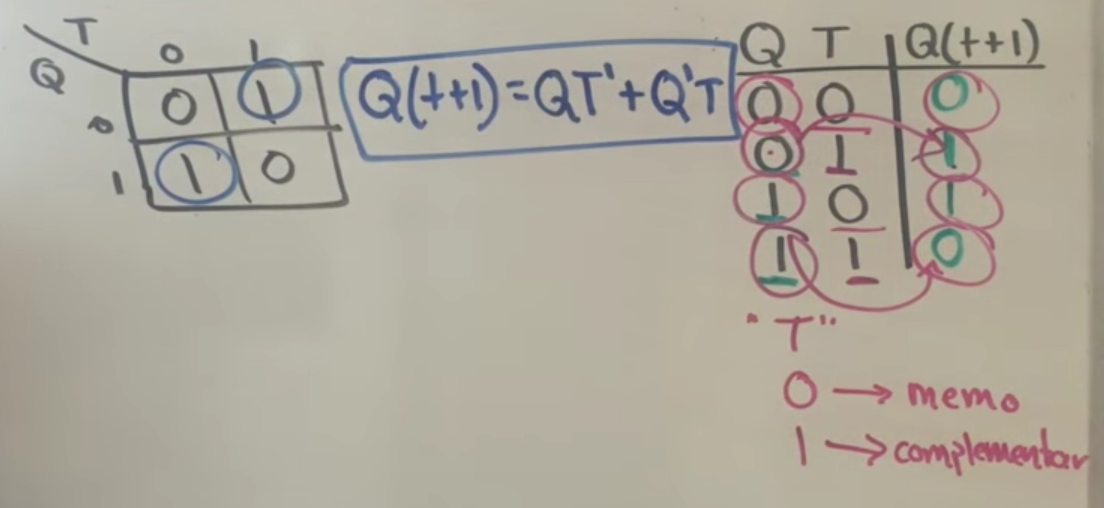 T
Q
0 1
0 0 1
1 1 0
Q(t+1)=QT'+Q'T
Q T Q(t+1)
0 0 0
0 1 1
1 0 1
1 1 0
"T"
0 → memo
1 → complementar